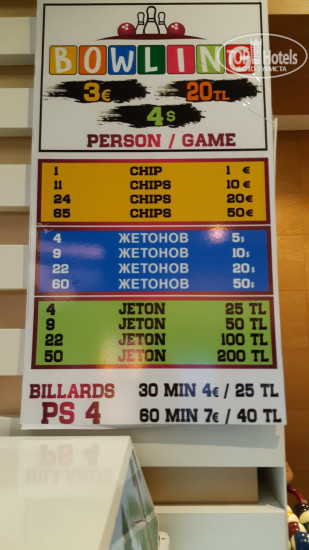 BOWLING
3€ 20TL
4$
PERSON / GAME
1 CHIP 1 €
11 CHIPS 10 €
24 CHIPS 20€
65 CHIPS 50€
4 ЖЕТОНОВ 5$
9 ЖЕТОНОВ 10$
22 ЖЕТОНОВ 20$
60 ЖЕТОНОВ 50$
4 JETON 25 TL
9 JETON 50 TL
22 JETON 100 TL
50 JETON 200 TL
BILLARDS 30 MIN 4€ / 25 TL
PS 4 60 MIN 7€ / 40 TL